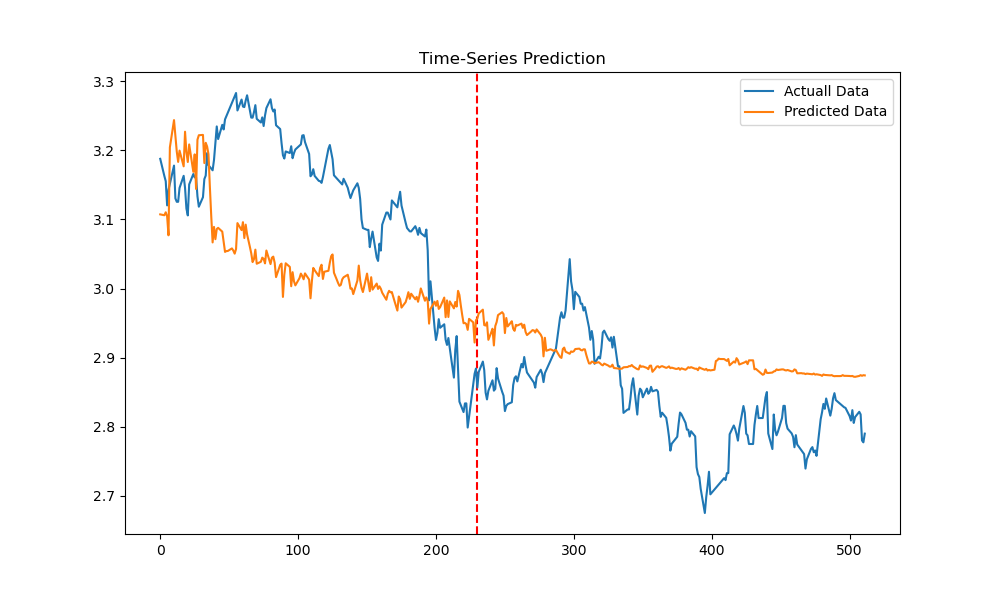 Time-Series Prediction
Actuall Data
Predicted Data
3.3
3.2
3.1
3.0
2.9
2.8
2.7
0 100 200 300 400 500